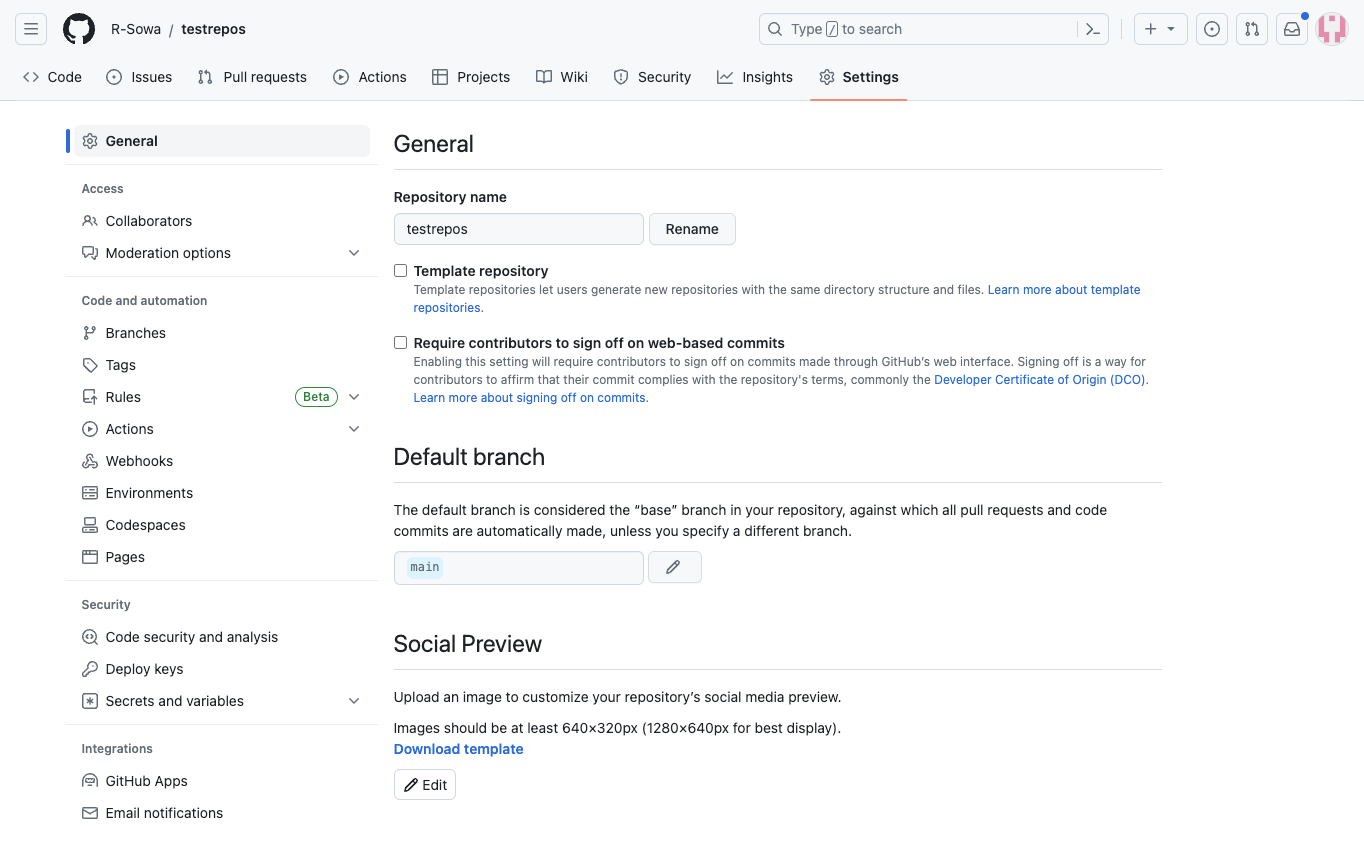 R-Sowa / testrepos
Type / to search
Code Issues Pull requests Actions Projects Wiki Security Insights Settings
General
Access
Collaborators
Moderation options
Code and automation
Branches
Tags
Rules Beta
Actions
Webhooks
Environments
Codespaces
Pages
Security
Code security and analysis
Deploy keys
Secrets and variables
Integrations
GitHub Apps
Email notifications
General
Repository name
testrepos Rename
Template repository
Template repositories let users generate new repositories with the same directory structure and files. Learn more about template
repositories.
Require contributors to sign off on web-based commits
Enabling this setting will require contributors to sign off on commits made through GitHub’s web interface. Signing off is a way for
contributors to affirm that their commit complies with the repository's terms, commonly the Developer Certificate of Origin (DCO).
Learn more about signing off on commits.
Default branch
The default branch is considered the “base” branch in your repository, against which all pull requests and code
commits are automatically made, unless you specify a different branch.
main
Social Preview
Upload an image to customize your repository’s social media preview.
Images should be at least 640×320px (1280×640px for best display).
Download template
Edit